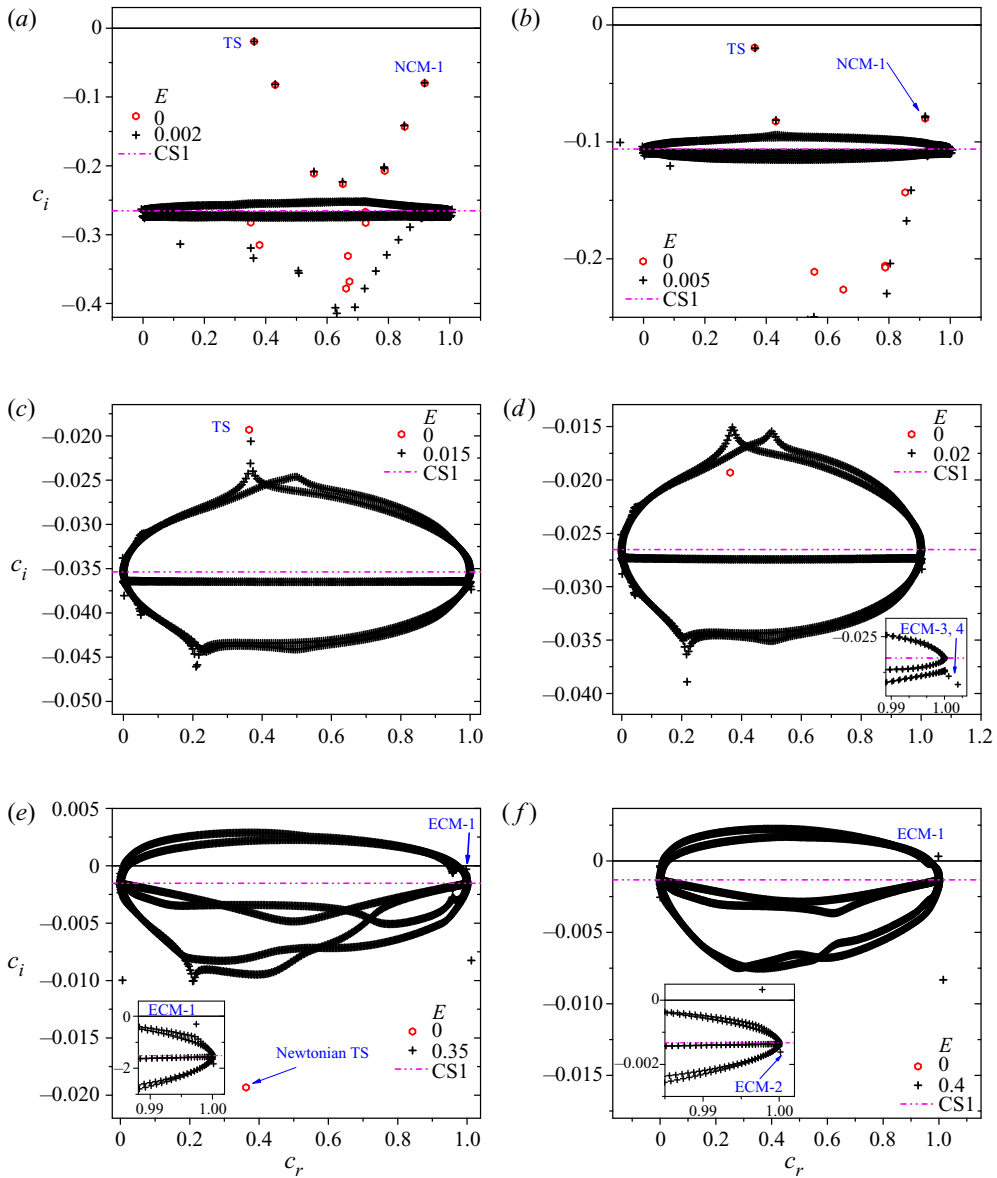 (a)
0
−0.1
−0.2
−0.3
−0.4
c_i
TS
NCM-1
E
0
0.002
CS1
0 0.2 0.4 0.6 0.8 1.0
(b)
0
−0.1
−0.2
TS
NCM-1
E
0
0.005
CS1
0 0.2 0.4 0.6 0.8 1.0
(c)
−0.020
−0.025
−0.030
−0.035
−0.040
−0.045
−0.050
c_i
TS
E
0
0.015
CS1
0 0.2 0.4 0.6 0.8 1.0
(d)
−0.015
−0.020
−0.025
−0.030
−0.035
−0.040
E
0
0.02
CS1
ECM-3, 4
−0.025
0.99 1.00
0 0.2 0.4 0.6 0.8 1.0 1.2
(e)
0.005
0
−0.005
−0.010
−0.015
−0.020
c_i
ECM-1
ECM-1
0
−2
0.99 1.00
Newtonian TS
E
0
0.35
CS1
0 0.2 0.4 0.6 0.8 1.0
c_r
(f)
0
−0.005
−0.010
−0.015
ECM-1
0
−0.002
ECM-2
0.99 1.00
E
0
0.4
CS1
0 0.2 0.4 0.6 0.8 1.0
c_r